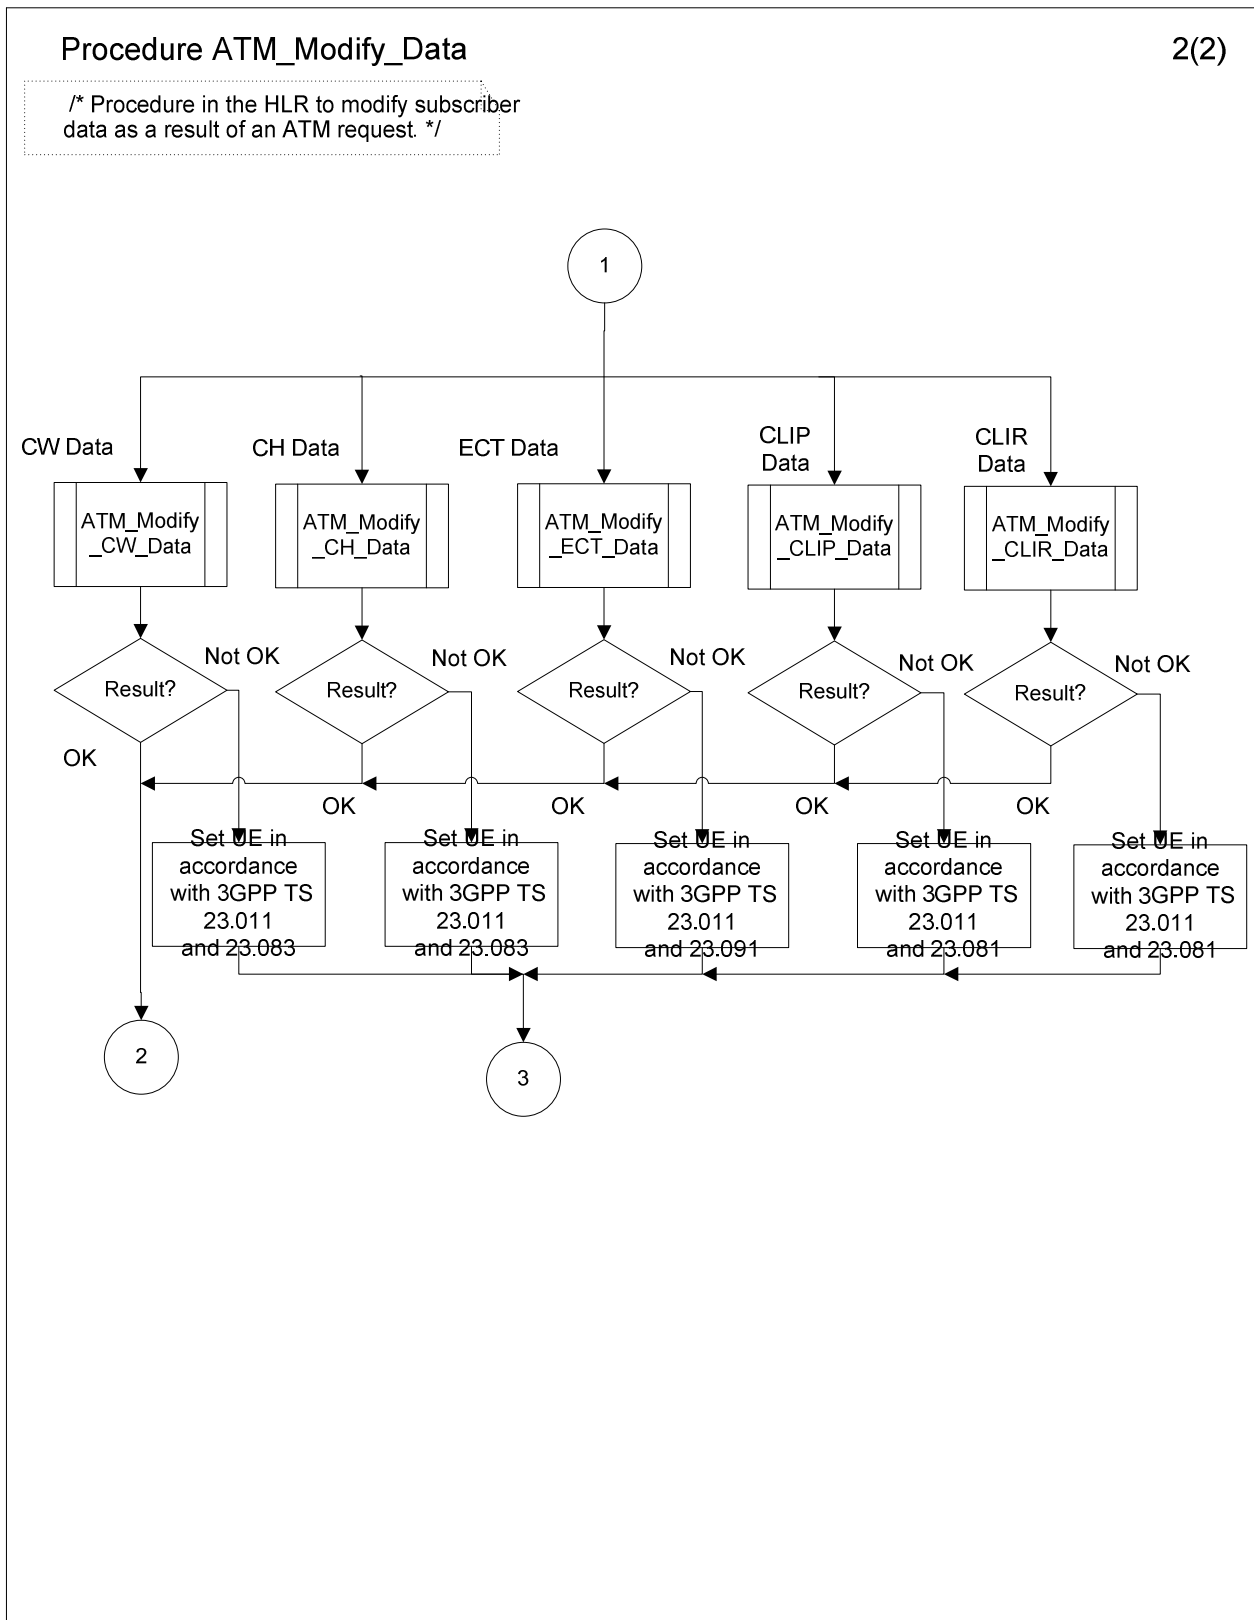 Procedure ATM_Modify_Data
2(2)
/* Procedure in the HLR to modify subscriber
data as a result of an ATM request. */
1
CW Data
CH Data
ECT Data
CLIP
Data
CLIR
Data
ATM_Modify
_CW_Data
ATM_Modify
_CH_Data
ATM_Modify
_ECT_Data
ATM_Modify
_CLIP_Data
ATM_Modify
_CLIR_Data
Result?
Not OK
Result?
Not OK
Result?
Not OK
Result?
Not OK
Result?
Not OK
OK
OK
OK
OK
OK
Set UE in
accordance
with 3GPP TS
23.011
and 23.083
Set UE in
accordance
with 3GPP TS
23.011
and 23.083
Set UE in
accordance
with 3GPP TS
23.011
and 23.091
Set UE in
accordance
with 3GPP TS
23.011
and 23.081
Set UE in
accordance
with 3GPP TS
23.011
and 23.081
2
3